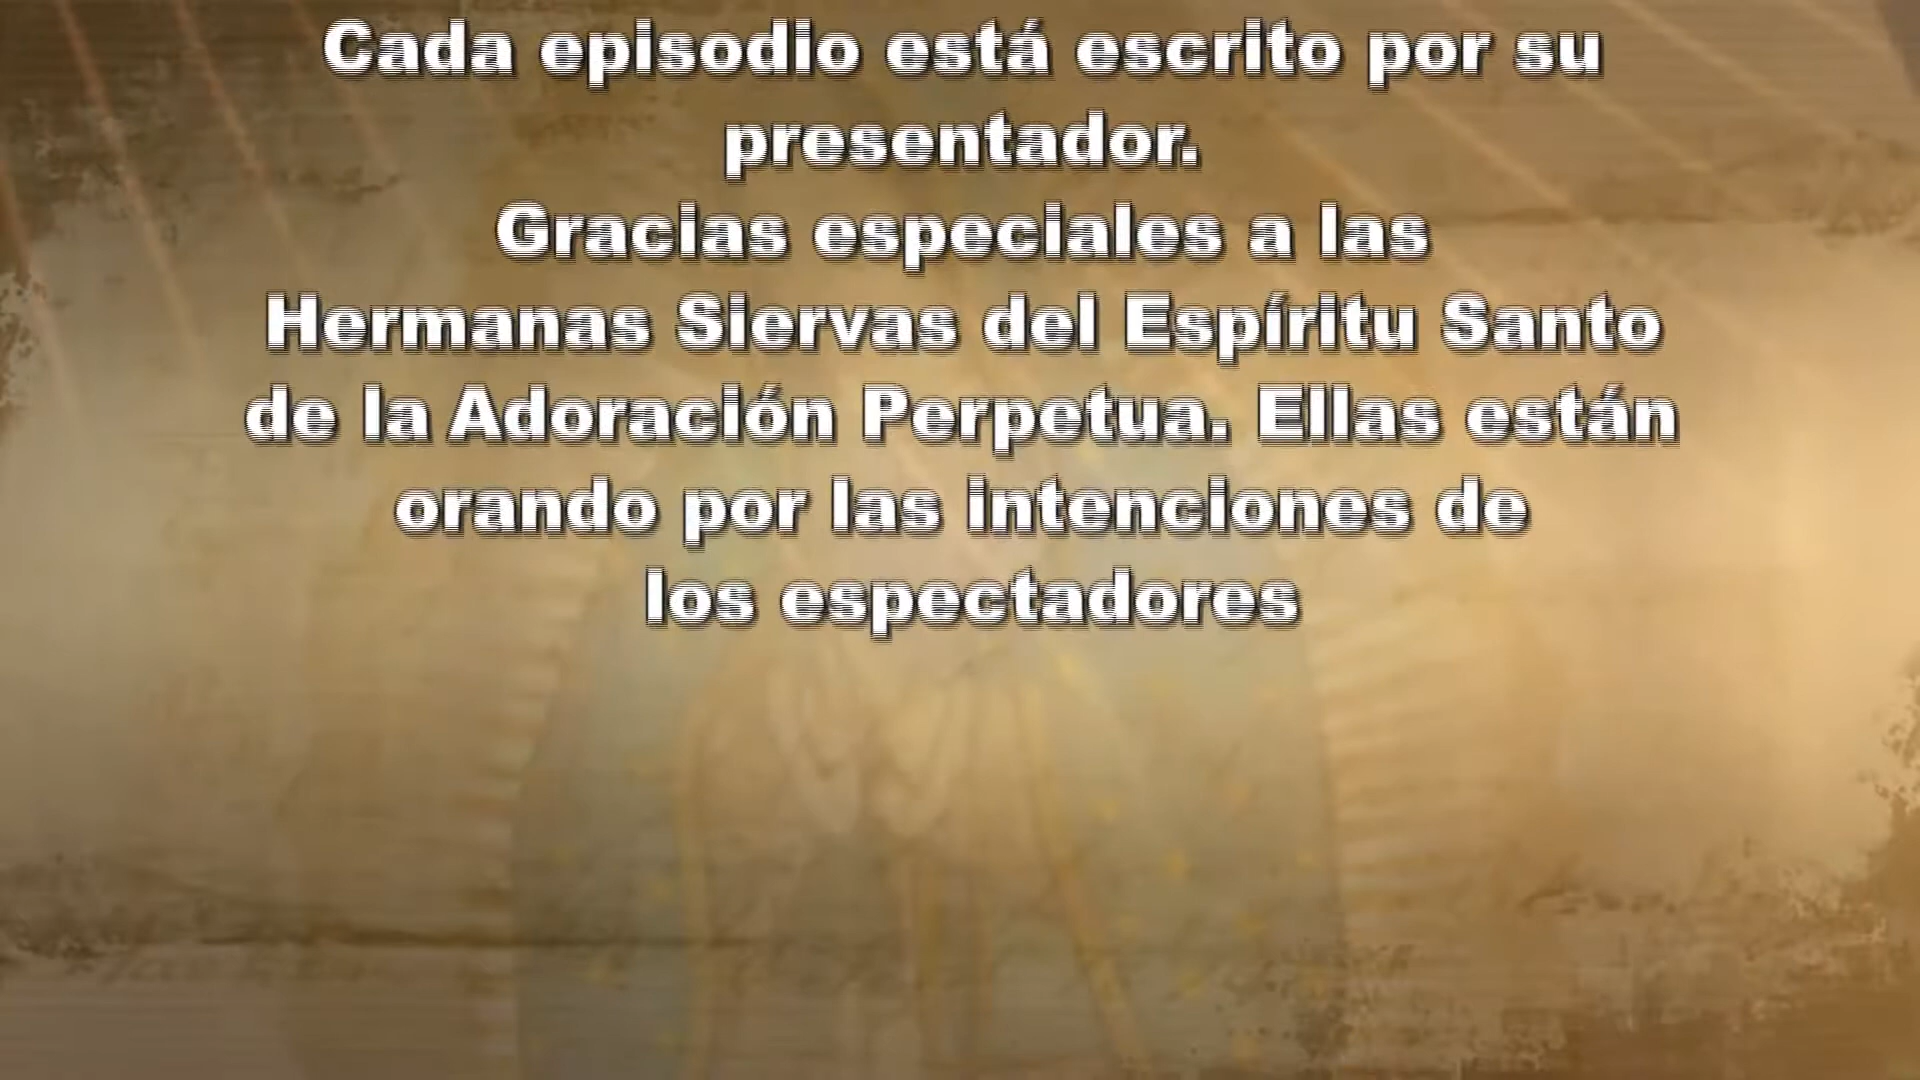 Cada episodio está escrito por su
presentador.
Gracias especiales a las
Hermanas Siervas del Espíritu Santo
de la Adoración Perpetua. Ellas están
orando por las intenciones de
los espectadores